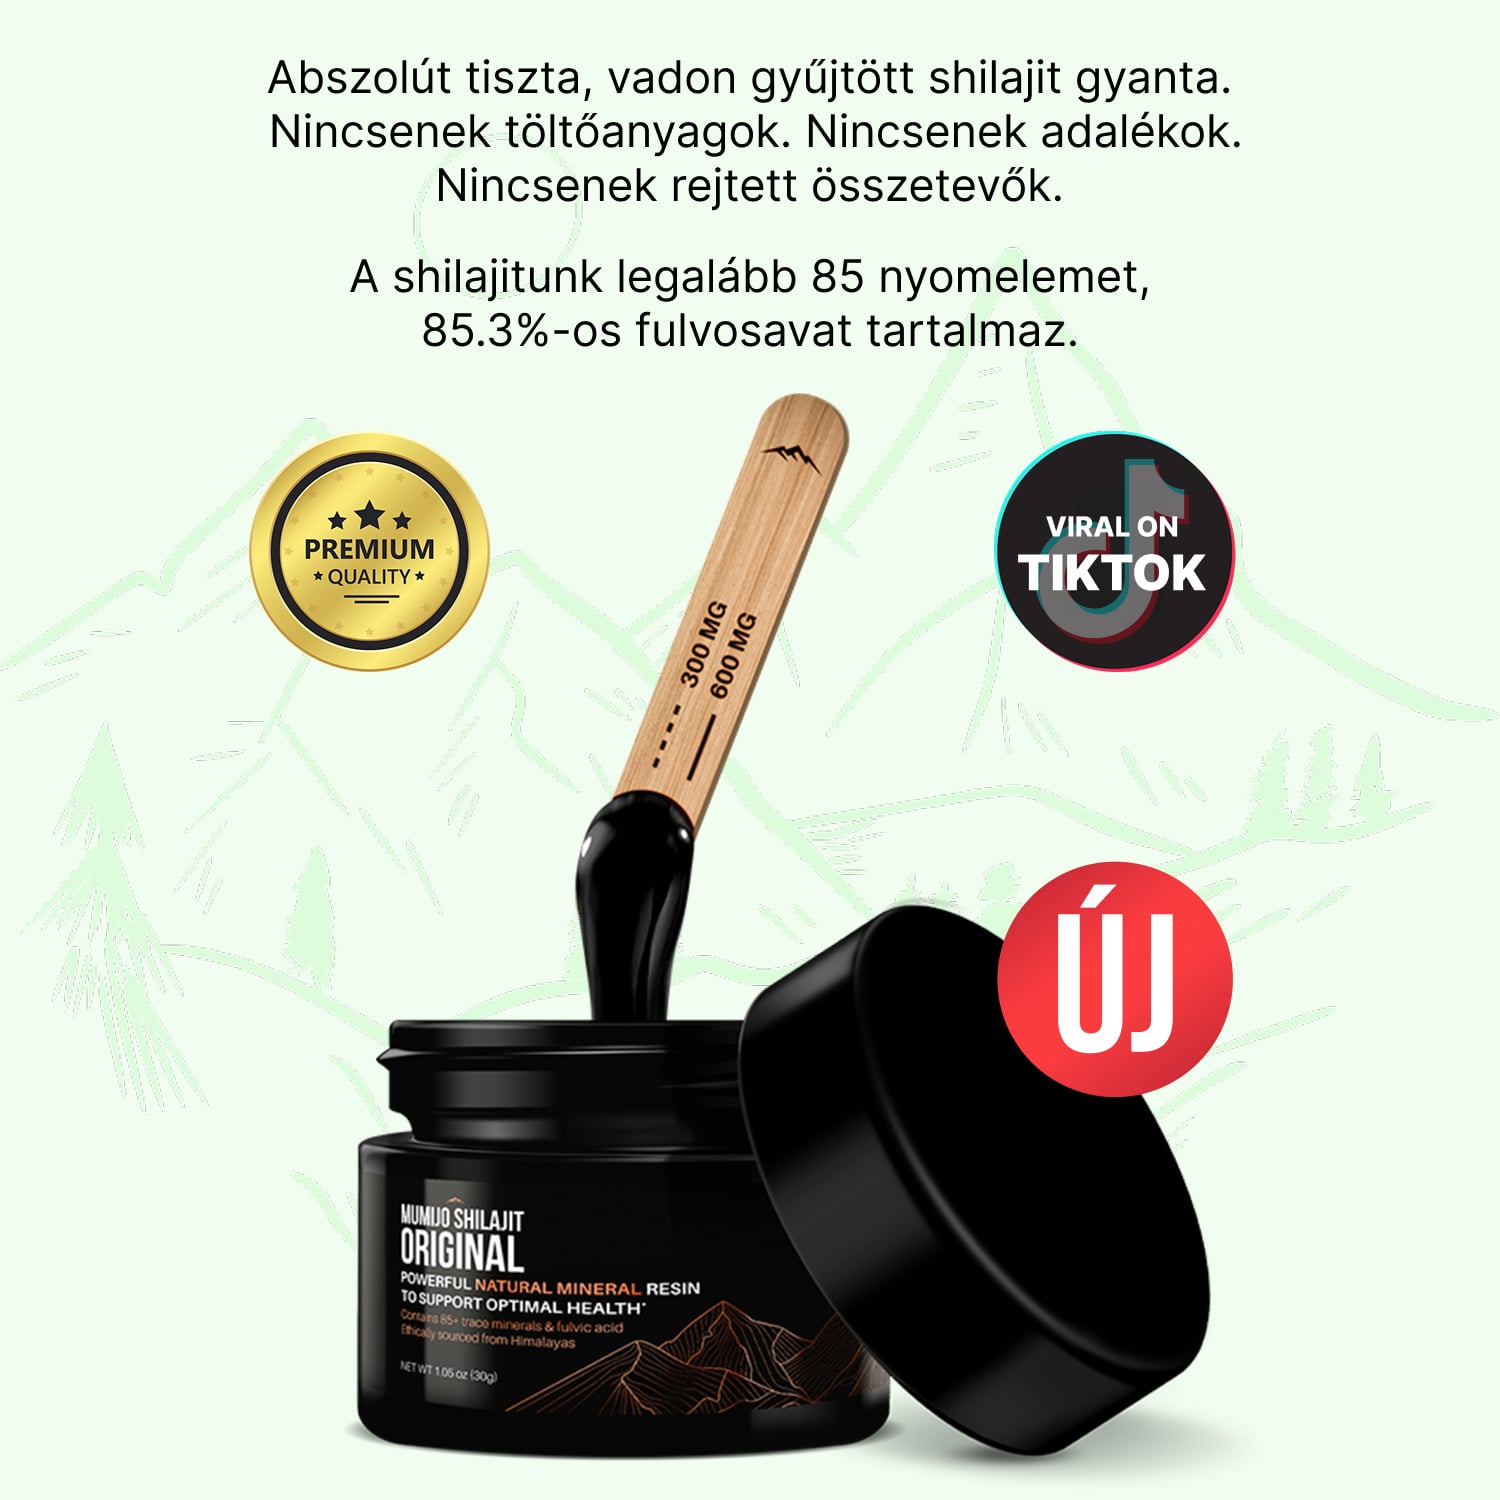 Abszolút tiszta, vadon gyűjtött shilajit gyanta.
Nincsenek töltőanyagok. Nincsenek adalékok.
Nincsenek rejtett összetevők.
A shilajitunk legalább 85 nyomelemet,
85.3%-os fulvosavat tartalmaz.
PREMIUM
QUALITY
VIRAL ON
TIKTOK
300 MG
600 MG
ÚJ
MUMIJO SHILAJIT
ORIGINAL
POWERFUL NATURAL MINERAL RESIN
TO SUPPORT OPTIMAL HEALTH*
Contains 85+ trace minerals & fulvic acid
Ethically sourced from Himalayas
NET WT 1.05 oz (30g)